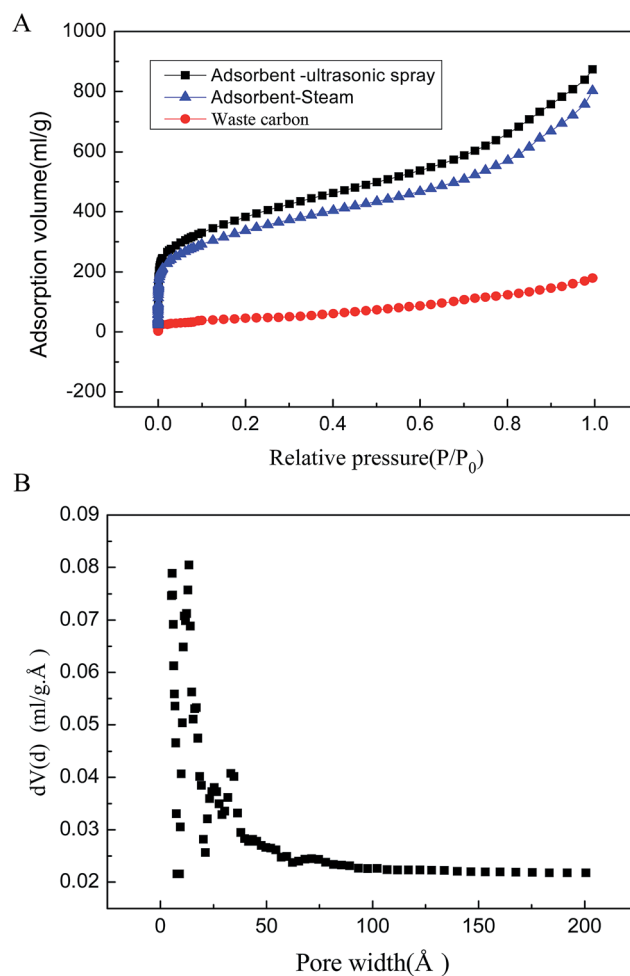 A
1000
800
600
400
200
0
-200
Adsorption volume(ml/g)
Adsorbent -ultrasonic spray
Adsorbent-Steam
Waste carbon
0.0 0.2 0.4 0.6 0.8 1.0
Relative pressure(P/P₀)
B
0.09
0.08
0.07
0.06
0.05
0.04
0.03
0.02
dV(d) (ml/g.Å)
0 50 100 150 200
Pore width(Å )